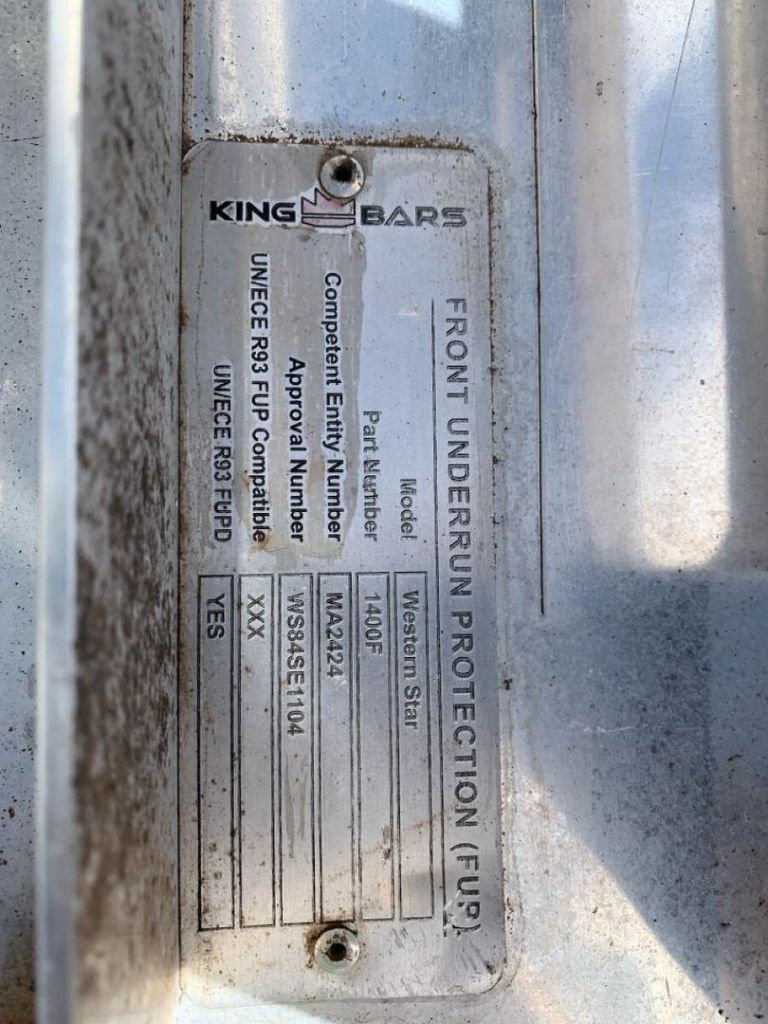 KING BARS
FRONT UNDERRUN PROTECTION (FUP)
Model Western Star
Part Number 1400F
Competent Entity Number MA2424
Approval Number WS84SE1104
UN/ECE R93 FUP Compatible XXX
UN/ECE R93 FUPD YES